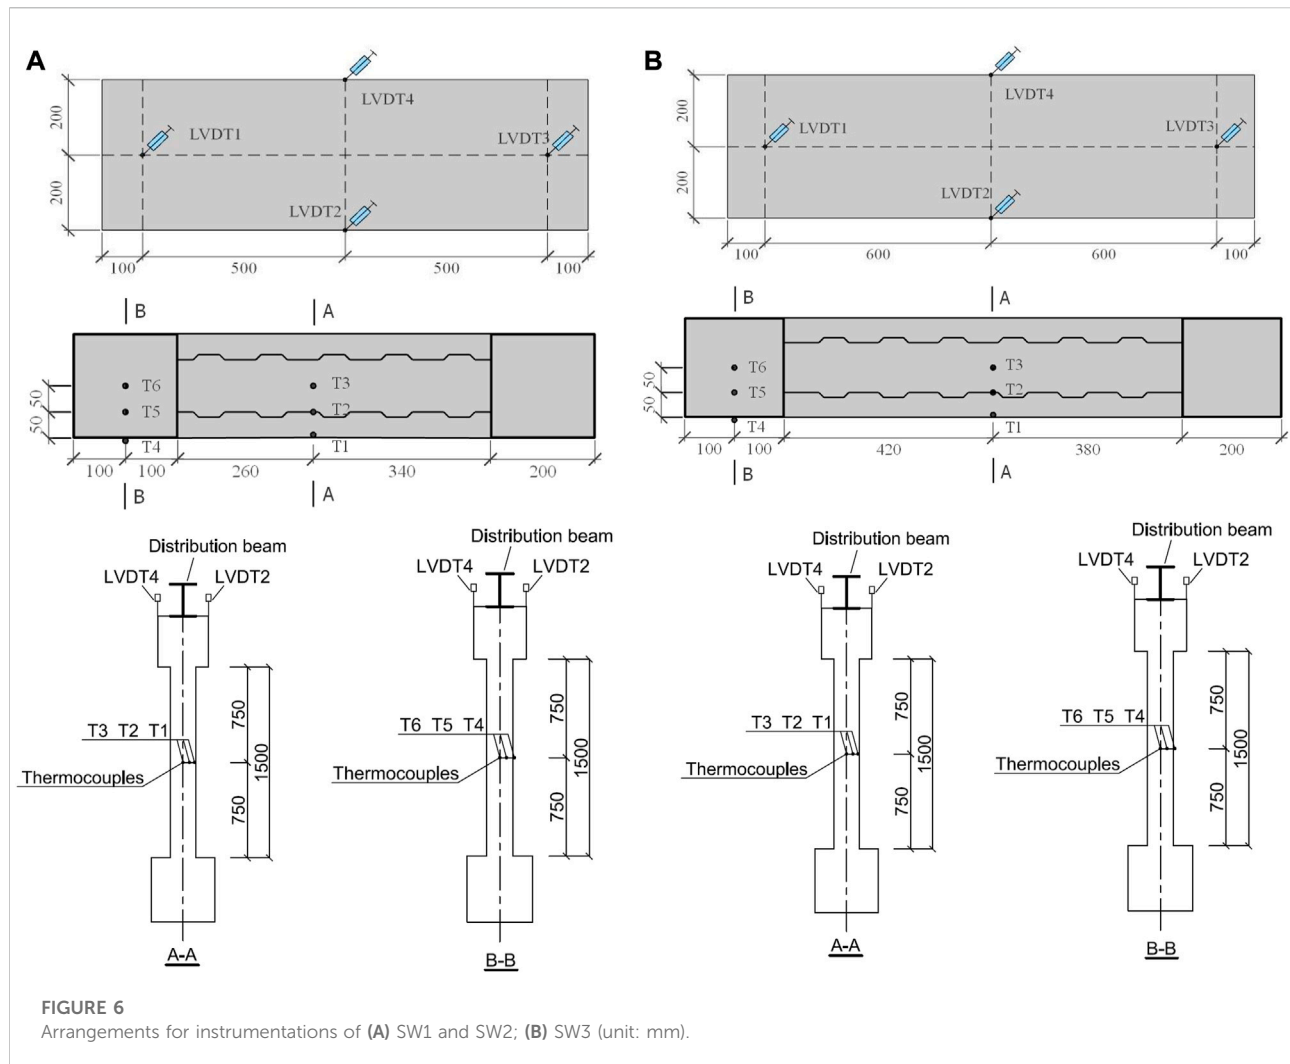 A
LVDT4
200
LVDT1
LVDT3
200
LVDT2
100 500 500 100
B A
T6 T3
50
T5 T2
50
T4 T1
100 100 260 340 200
B A
Distribution beam
LVDT4 LVDT2
750
T3 T2 T1
1500
Thermocouples
750
A-A
Distribution beam
LVDT4 LVDT2
750
T6 T5 T4
1500
Thermocouples
750
B-B
B
LVDT4
200
LVDT1
LVDT3
200
LVDT2
100 600 600 100
B A
T6 T3
50
T5 T2
50
T4 T1
100 100 420 380 200
B A
Distribution beam
LVDT4 LVDT2
750
T3 T2 T1
1500
Thermocouples
750
A-A
Distribution beam
LVDT4 LVDT2
750
T6 T5 T4
1500
Thermocouples
750
B-B
FIGURE 6
Arrangements for instrumentations of (A) SW1 and SW2; (B) SW3 (unit: mm).